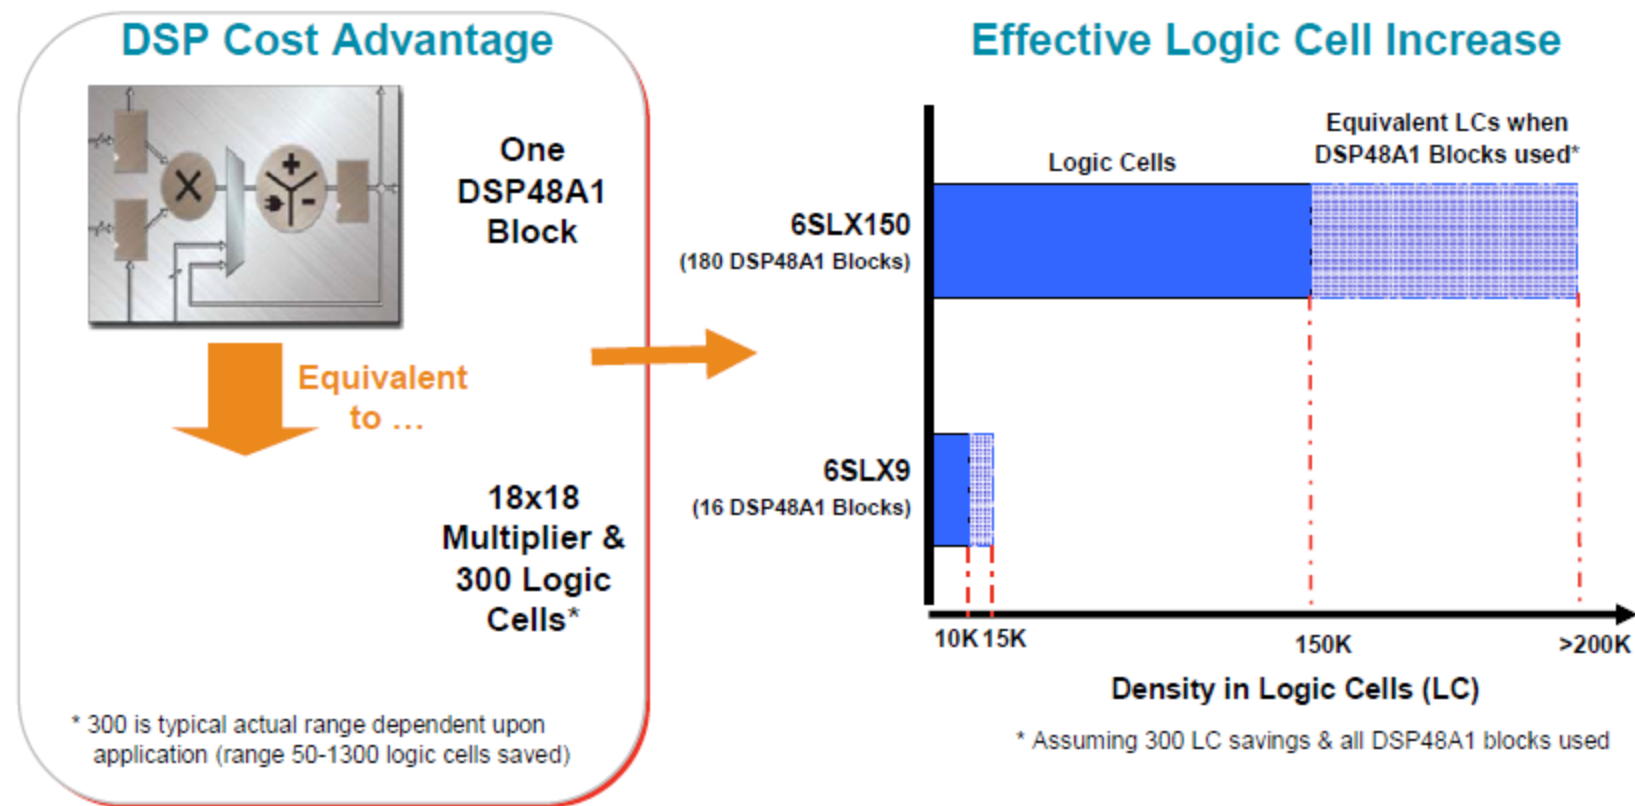 DSP Cost Advantage
One
DSP48A1
Block
Equivalent
to ...
18x18
Multiplier &
300 Logic
Cells*
* 300 is typical actual range dependent upon
application (range 50-1300 logic cells saved)
Effective Logic Cell Increase
Logic Cells
Equivalent LCs when
DSP48A1 Blocks used*
6SLX150
(180 DSP48A1 Blocks)
6SLX9
(16 DSP48A1 Blocks)
10K 15K 150K >200K
Density in Logic Cells (LC)
* Assuming 300 LC savings & all DSP48A1 blocks used